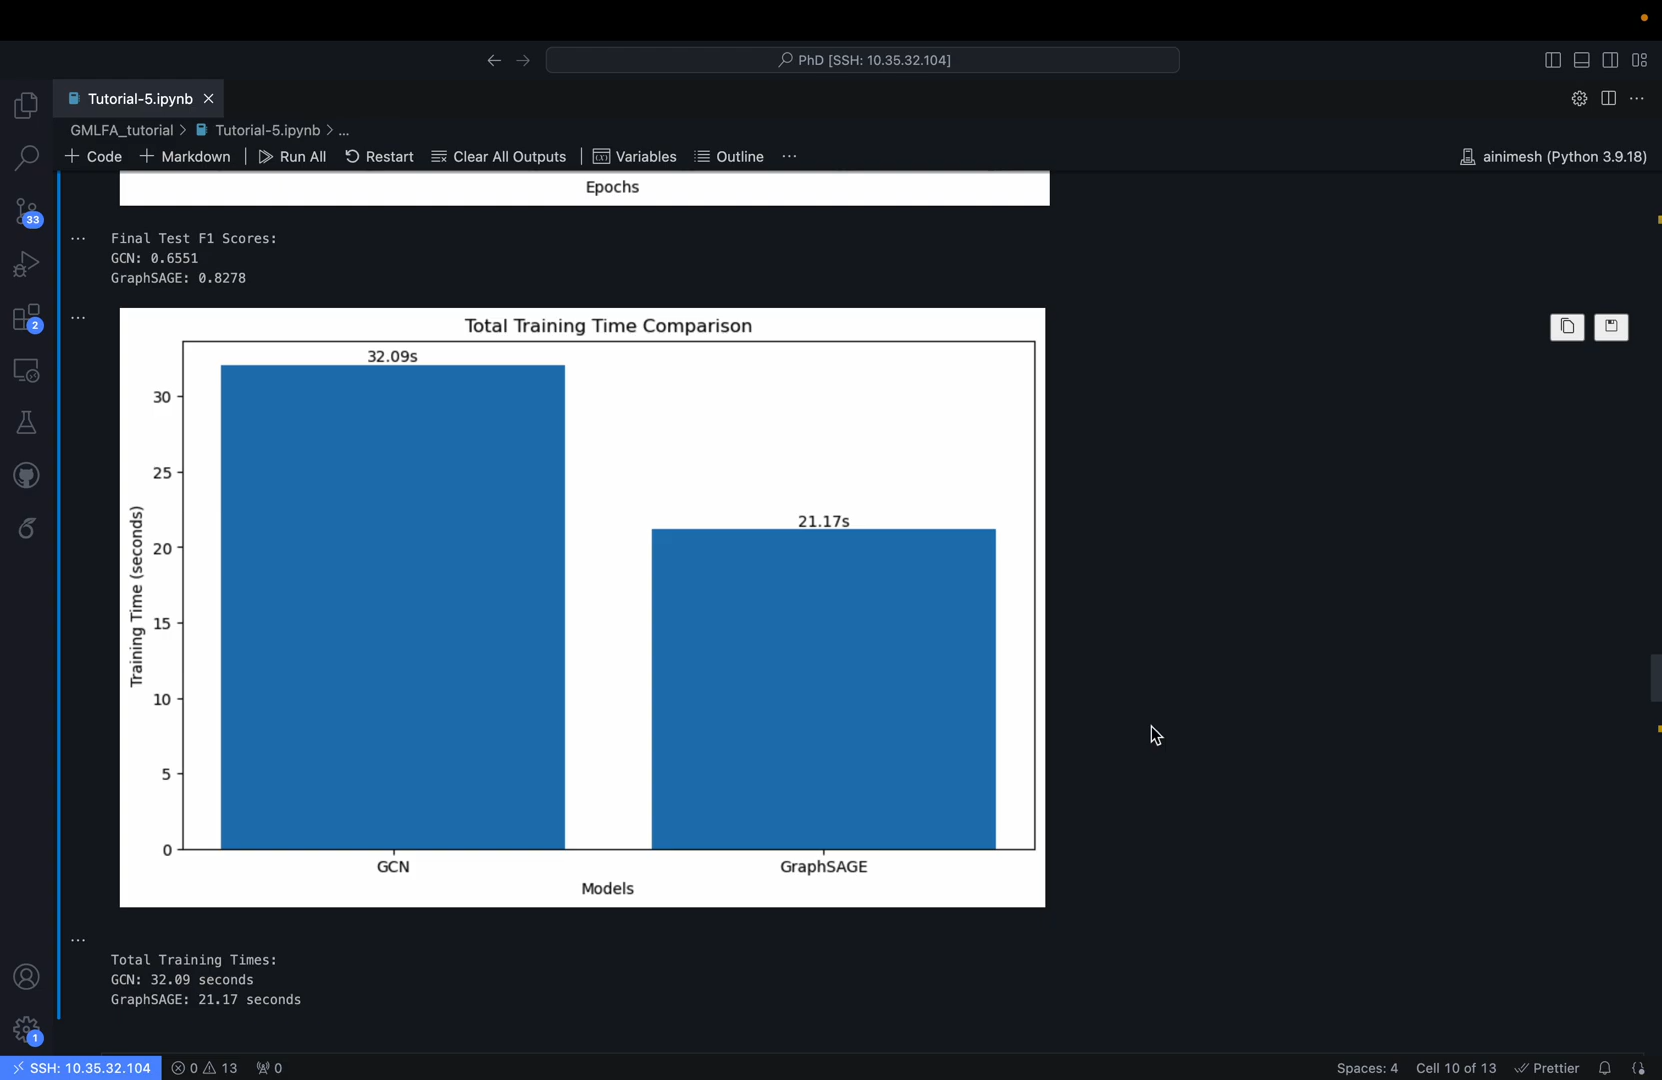 PhD [SSH: 10.35.32.104]
Tutorial-5.ipynb
GMLFA_tutorial > Tutorial-5.ipynb > ...
+ Code + Markdown Run All Restart Clear All Outputs Variables Outline ...
ainimesh (Python 3.9.18)
Epochs
33
Final Test F1 Scores:
GCN: 0.6551
GraphSAGE: 0.8278
2
Total Training Time Comparison
32.09s
21.17s
30
25
20
15
10
5
0
Training Time (seconds)
GCN
GraphSAGE
Models
Total Training Times:
GCN: 32.09 seconds
GraphSAGE: 21.17 seconds
1
SSH: 10.35.32.104 0 13 0
Spaces: 4 Cell 10 of 13 Prettier